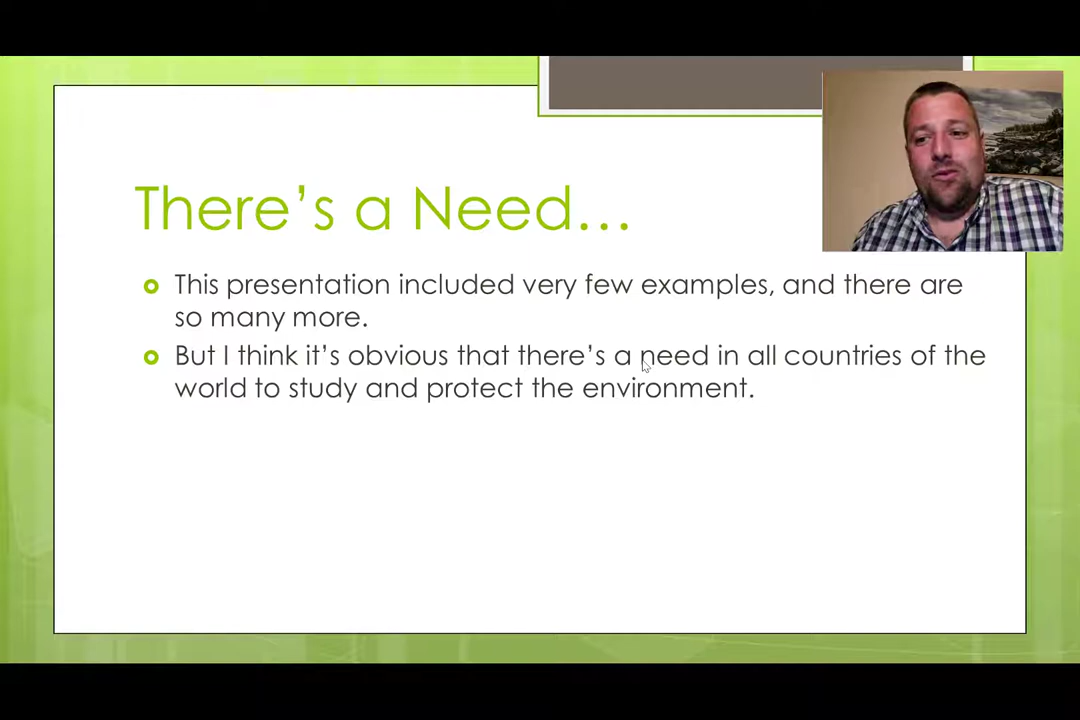 There’s a Need…
This presentation included very few examples, and there are
so many more.
But I think it’s obvious that there’s a need in all countries of the
world to study and protect the environment.